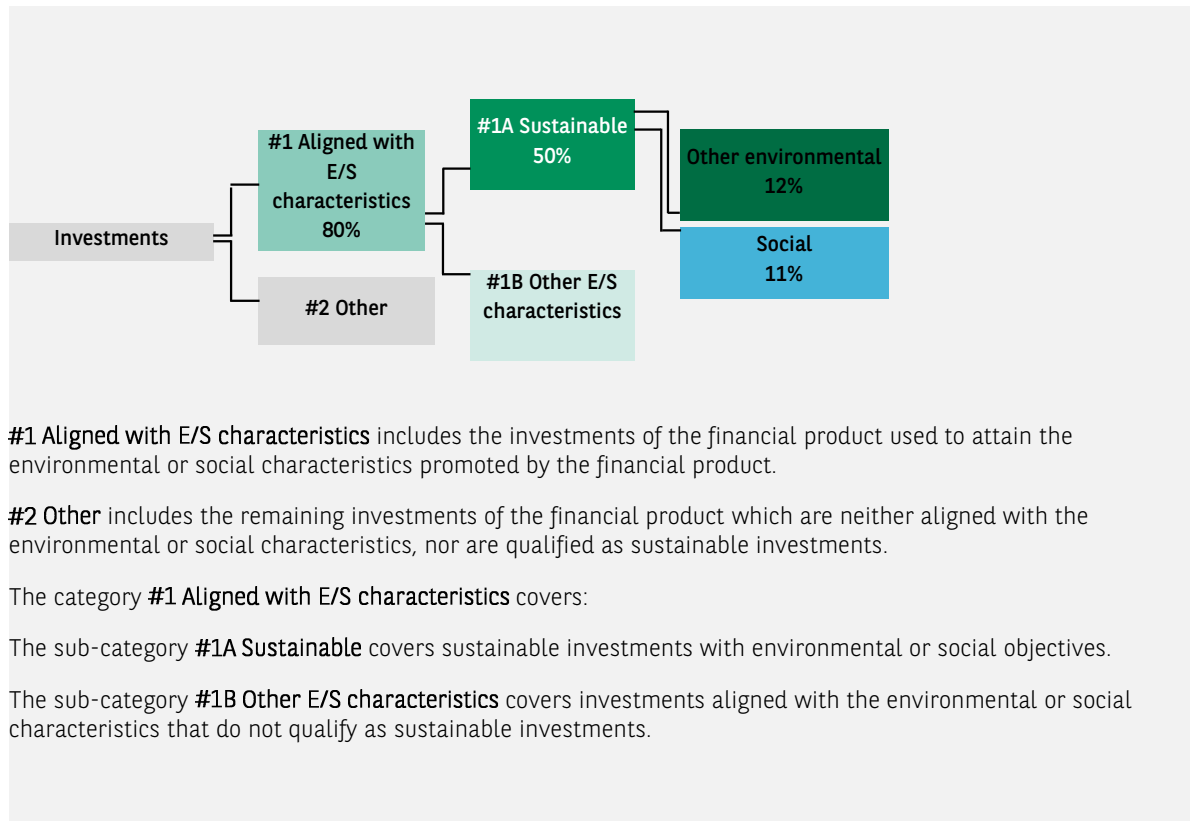 Investments
#1 Aligned with
E/S
characteristics
80%
#2 Other
#1A Sustainable
50%
#1B Other E/S
characteristics
Other environmental
12%
Social
11%
#1 Aligned with E/S characteristics includes the investments of the financial product used to attain the
environmental or social characteristics promoted by the financial product.
#2 Other includes the remaining investments of the financial product which are neither aligned with the
environmental or social characteristics, nor are qualified as sustainable investments.
The category #1 Aligned with E/S characteristics covers:
The sub-category #1A Sustainable covers sustainable investments with environmental or social objectives.
The sub-category #1B Other E/S characteristics covers investments aligned with the environmental or social
characteristics that do not qualify as sustainable investments.